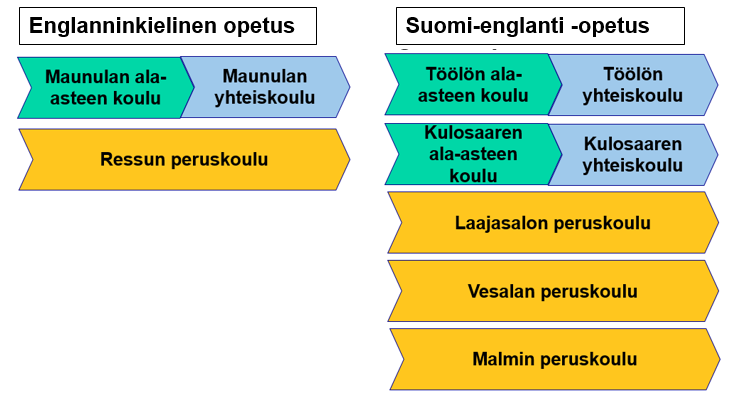 Englanninkielinen opetus
Maunulan ala-
asteen koulu
Maunulan
yhteiskoulu
Ressun peruskoulu
Suomi-englanti -opetus
Töölön ala-
asteen koulu
Töölön
yhteiskoulu
Kulosaaren
ala-asteen
koulu
Kulosaaren
yhteiskoulu
Laajasalon peruskoulu
Vesalan peruskoulu
Malmin peruskoulu